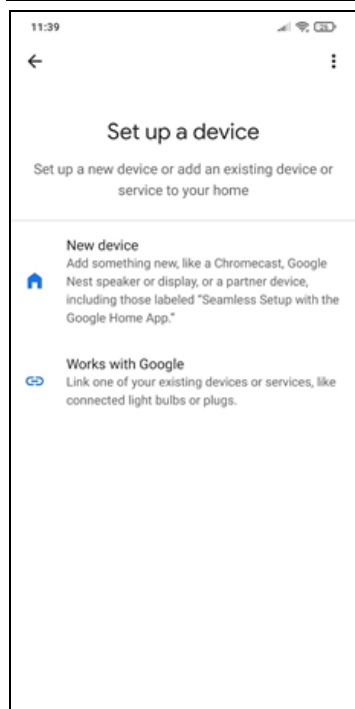 11:39
Set up a device
Set up a new device or add an existing device or
service to your home
New device
Add something new, like a Chromecast, Google
Nest speaker or display, or a partner device,
including those labeled “Seamless Setup with the
Google Home App.”
Works with Google
Link one of your existing devices or services, like
connected light bulbs or plugs.